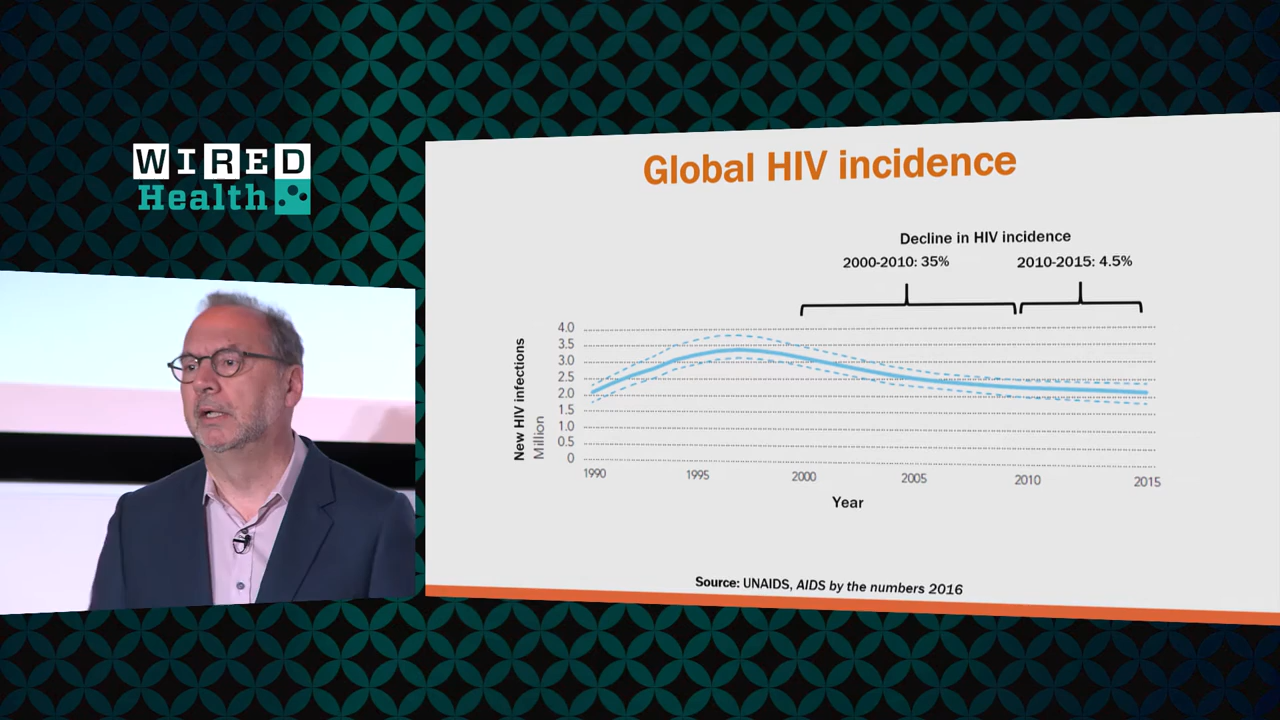 WIRED
Health
Global HIV incidence
Decline in HIV incidence
2000-2010: 35%
2010-2015: 4.5%
New HIV infections
Million
4.0
3.5
3.0
2.5
2.0
1.5
1.0
0.5
0
1990
1995
2000
2005
2010
2015
Year
Source: UNAIDS, AIDS by the numbers 2016